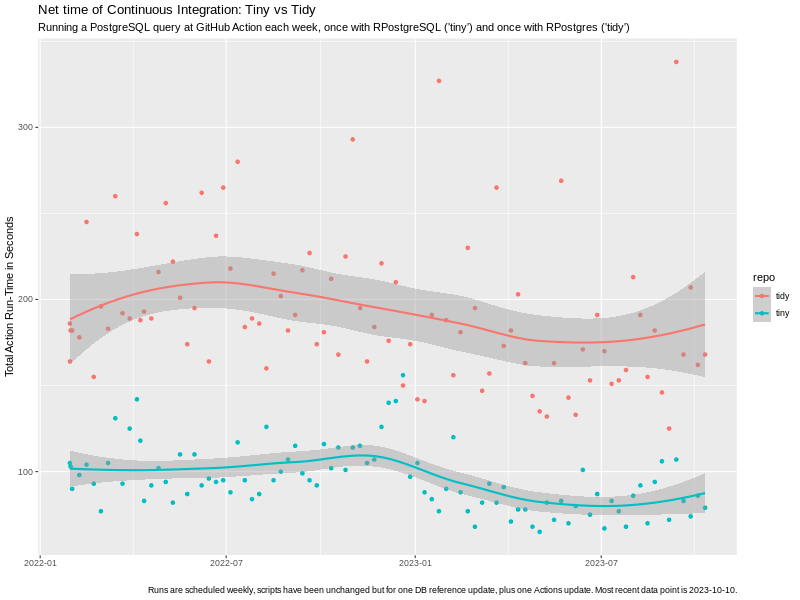 Net time of Continuous Integration: Tiny vs Tidy
Running a PostgreSQL query at GitHub Action each week, once with RPostgreSQL ('tiny') and once with RPostgres ('tidy')
Total Action Run-Time in Seconds
300
200
100
2022-01
2022-07
2023-01
2023-07
repo
tidy
tiny
Runs are scheduled weekly, scripts have been unchanged but for one DB reference update, plus one Actions update. Most recent data point is 2023-10-10.